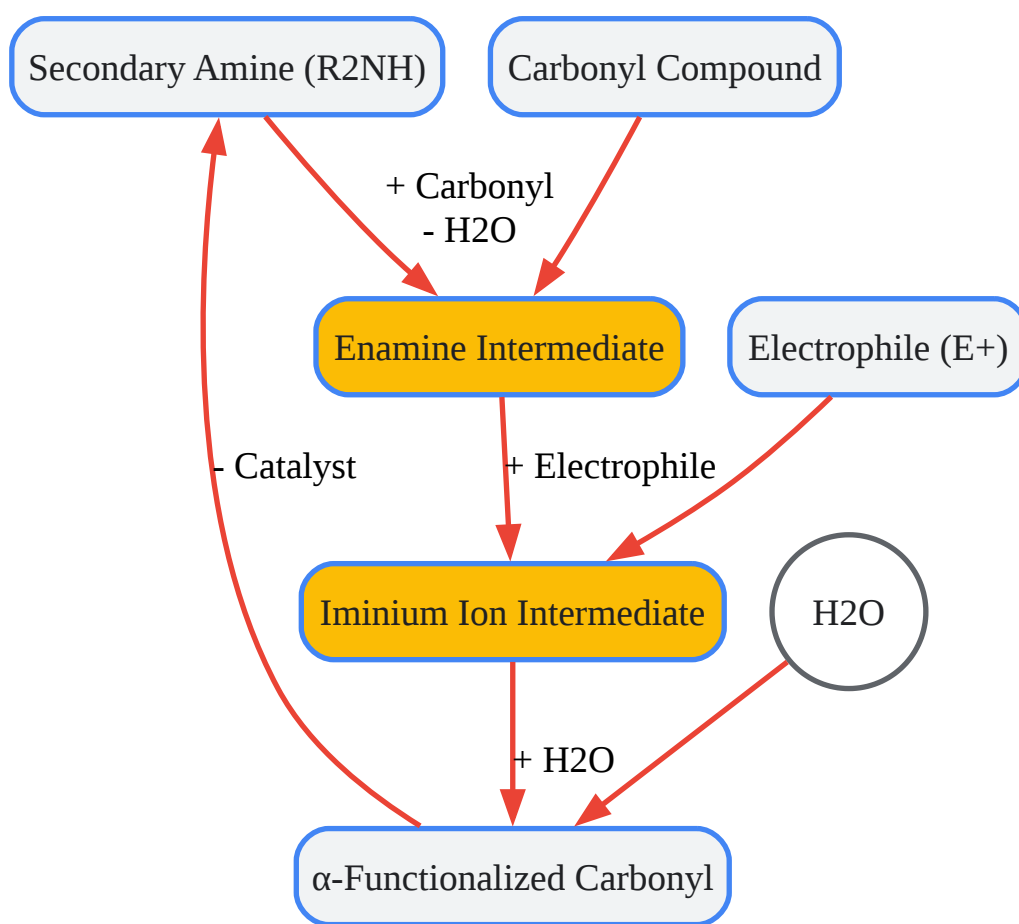 Secondary Amine (R2NH)
Carbonyl Compound
+ Carbonyl
- H2O
Enamine Intermediate
Electrophile (E+)
- Catalyst
+ Electrophile
Iminium Ion Intermediate
H2O
+ H2O
α-Functionalized Carbonyl